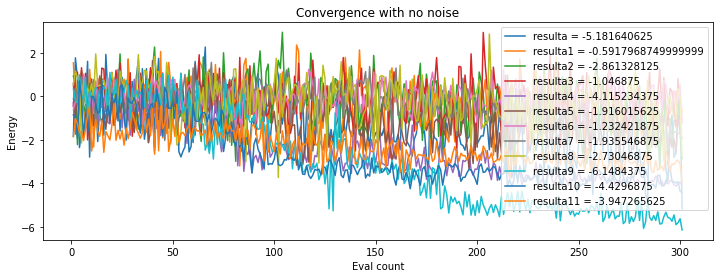 Convergence with no noise
Energy
2
0
−2
−4
−6
resulta = -5.181640625
resulta1 = -0.5917968749999999
resulta2 = -2.861328125
resulta3 = -1.046875
resulta4 = -4.115234375
resulta5 = -1.916015625
resulta6 = -1.232421875
resulta7 = -1.935546875
resulta8 = -2.73046875
resulta9 = -6.1484375
resulta10 = -4.4296875
resulta11 = -3.947265625
0 50 100 150 200 250 300
Eval count